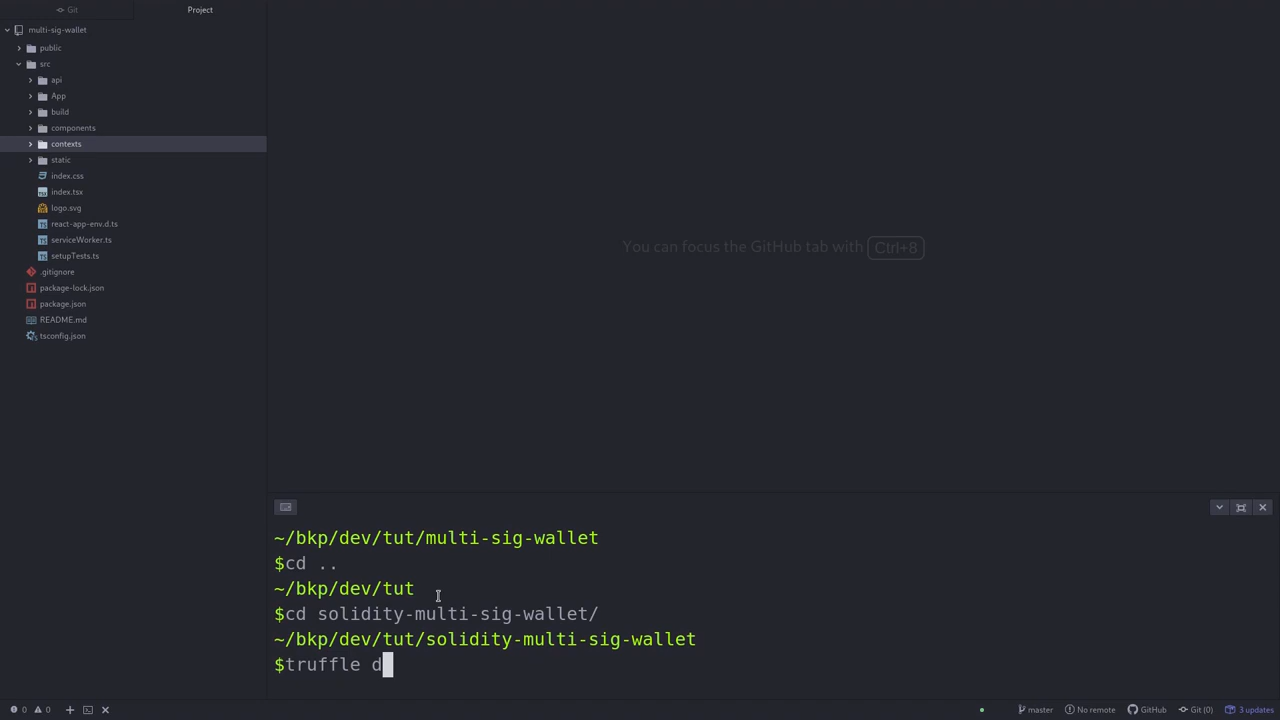 Git
Project
multi-sig-wallet
public
src
api
App
build
components
contexts
static
index.css
index.tsx
logo.svg
react-app-env.d.ts
serviceWorker.ts
setupTests.ts
.gitignore
package-lock.json
package.json
README.md
tsconfig.json
You can focus the GitHub tab with Ctrl+8
~/bkp/dev/tut/multi-sig-wallet
$cd ..
~/bkp/dev/tut
$cd solidity-multi-sig-wallet/
~/bkp/dev/tut/solidity-multi-sig-wallet
$truffle d
0 0 master No remote GitHub Git (0) 3 updates